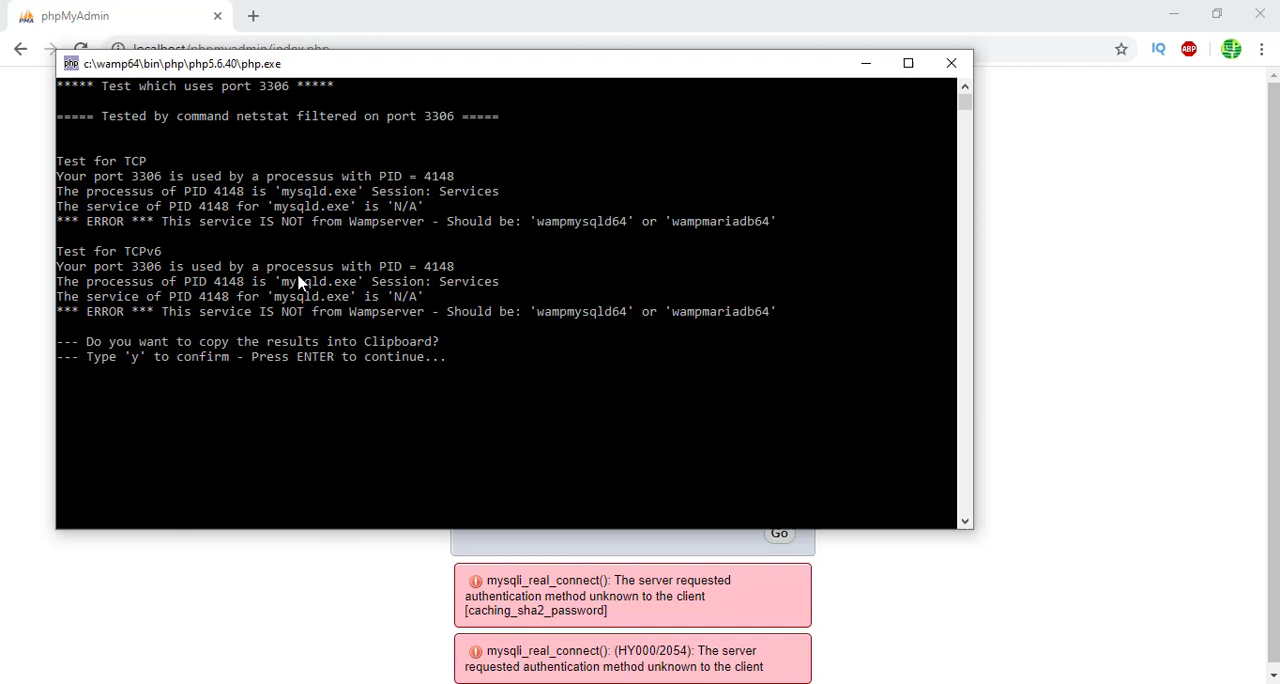 phpMyAdmin
localhost/phpmyadmin/index.php
IQ
ABP
c:\wamp64\bin\php\php5.6.40\php.exe
***** Test which uses port 3306 *****
===== Tested by command netstat filtered on port 3306 =====
Test for TCP
Your port 3306 is used by a processus with PID = 4148
The processus of PID 4148 is 'mysqld.exe' Session: Services
The service of PID 4148 for 'mysqld.exe' is 'N/A'
*** ERROR *** This service IS NOT from Wampserver - Should be: 'wampmysqld64' or 'wampmariadb64'
Test for TCPv6
Your port 3306 is used by a processus with PID = 4148
The processus of PID 4148 is 'mysqld.exe' Session: Services
The service of PID 4148 for 'mysqld.exe' is 'N/A'
*** ERROR *** This service IS NOT from Wampserver - Should be: 'wampmysqld64' or 'wampmariadb64'
--- Do you want to copy the results into Clipboard?
--- Type 'y' to confirm - Press ENTER to continue...
Go
mysqli_real_connect(): The server requested
authentication method unknown to the client
[caching_sha2_password]
mysqli_real_connect(): (HY000/2054): The server
requested authentication method unknown to the client